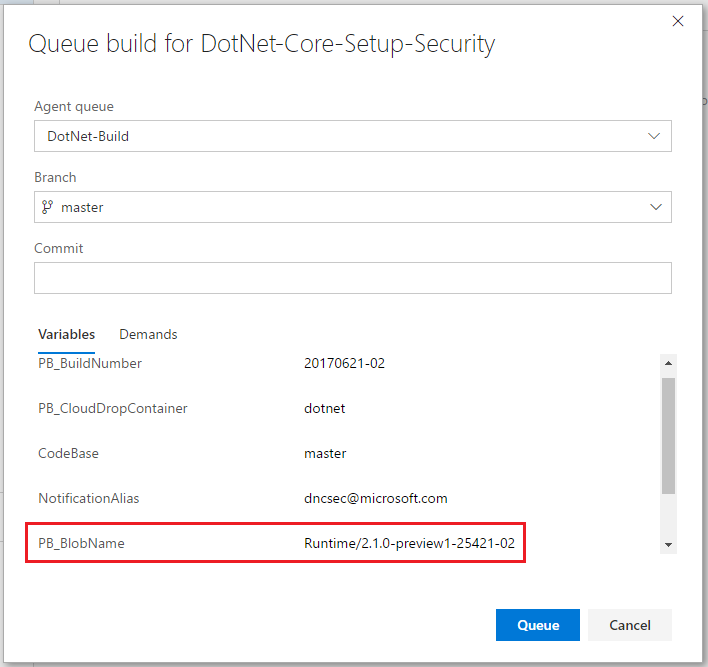 Queue build for DotNet-Core-Setup-Security
Agent queue
DotNet-Build
Branch
master
Commit
Variables Demands
PB_BuildNumber 20170621-02
PB_CloudDropContainer dotnet
CodeBase master
NotificationAlias dncsec@microsoft.com
PB_BlobName Runtime/2.1.0-preview1-25421-02
Queue Cancel